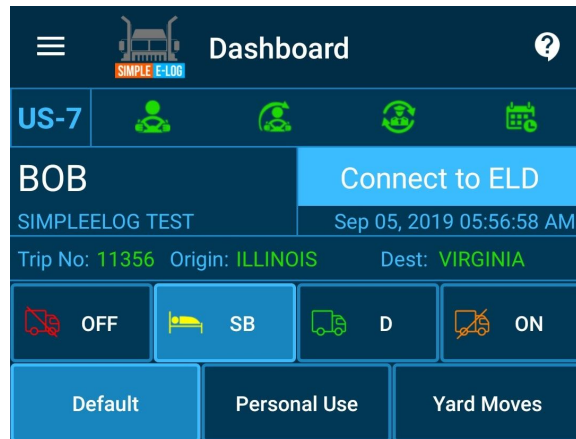 Dashboard
SIMPLE E-LOG
US-7
BOB
Connect to ELD
SIMPLEELOG TEST
Sep 05, 2019 05:56:58 AM
Trip No: 11356 Origin: ILLINOIS Dest: VIRGINIA
OFF SB D ON
Default Personal Use Yard Moves